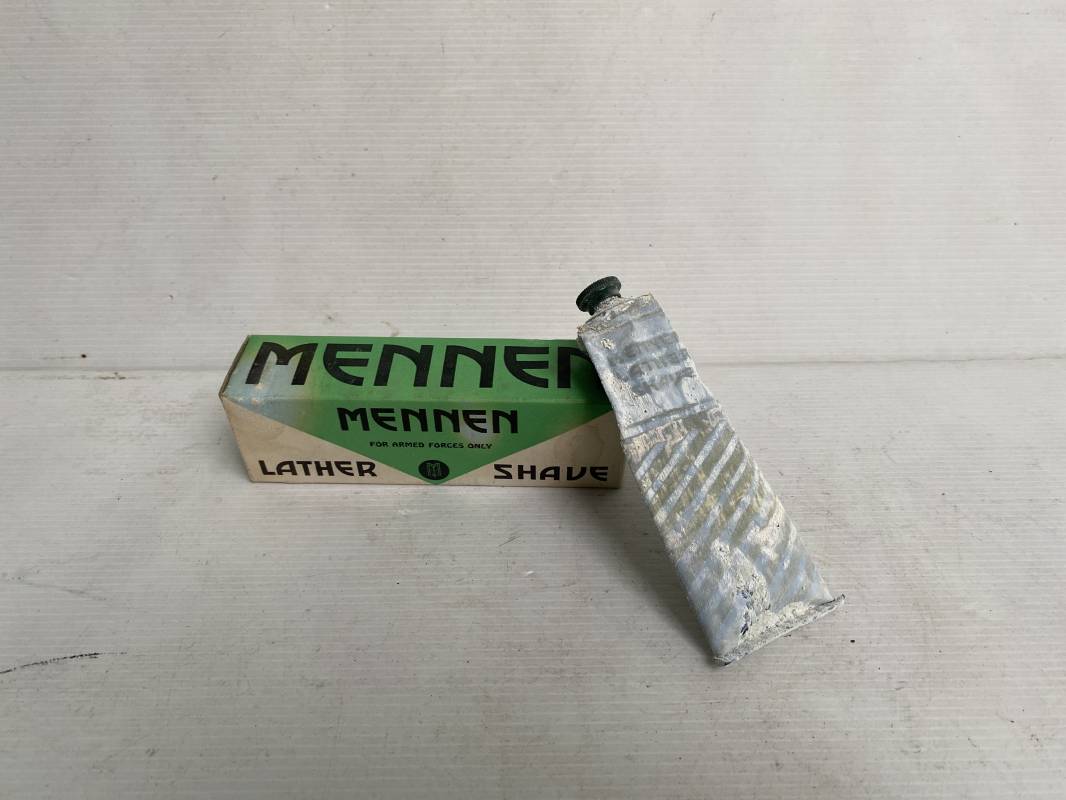 MENNEN
MENNEN
FOR ARMED FORCES ONLY
LATHER M SHAVE